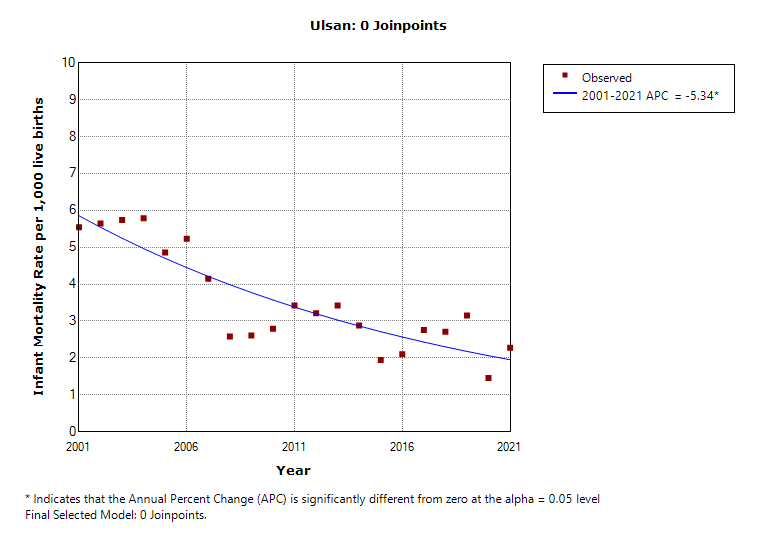 Ulsan: 0 Joinpoints
10
9
8
7
6
5
4
3
2
1
0
2001
2006
2011
2016
2021
Infant Mortality Rate per 1,000 live births
Year
Observed
2001-2021 APC = -5.34*
* Indicates that the Annual Percent Change (APC) is significantly different from zero at the alpha = 0.05 level
Final Selected Model: 0 Joinpoints.